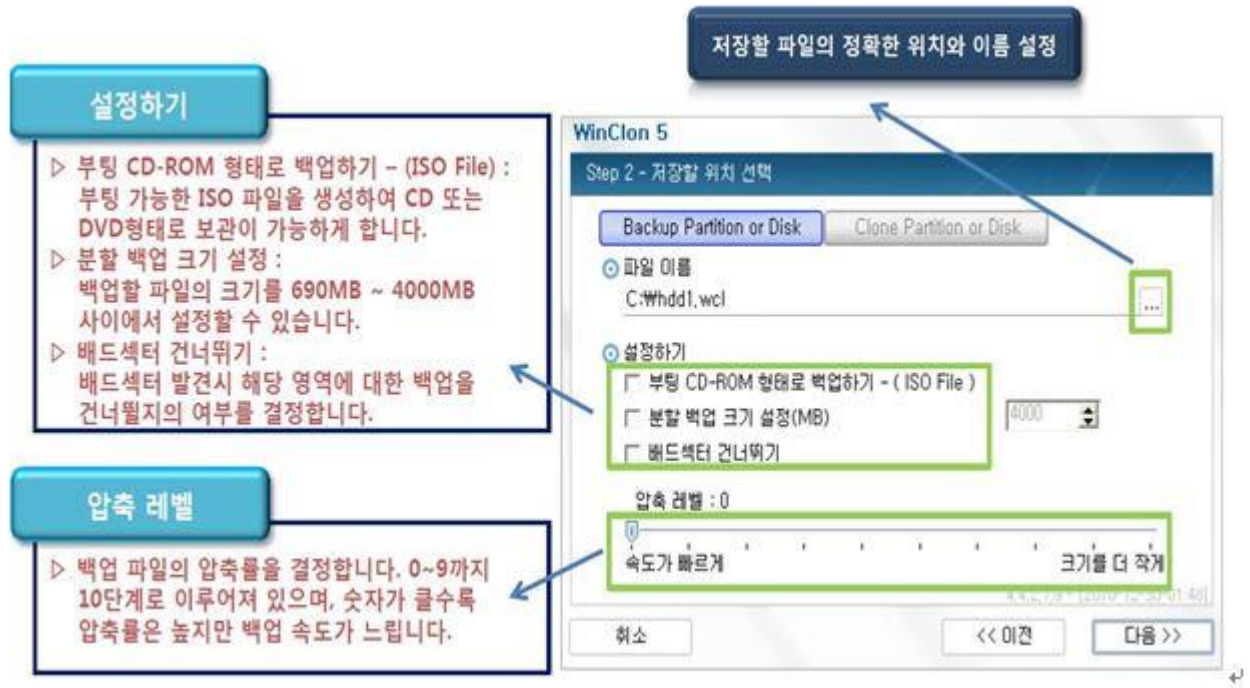 저장할 파일의 정확한 위치와 이름 설정
설정하기
▷ 부팅 CD-ROM 형태로 백업하기 – (ISO File) :
부팅 가능한 ISO 파일을 생성하여 CD 또는
DVD형태로 보관이 가능하게 합니다.
▷ 분할 백업 크기 설정 :
백업할 파일의 크기를 690MB ~ 4000MB
사이에서 설정할 수 있습니다.
▷ 배드섹터 건너뛰기 :
배드섹터 발견시 해당 영역에 대한 백업을
건너뛸지의 여부를 결정합니다.
압축 레벨
▷ 백업 파일의 압축률을 결정합니다. 0~9까지
10단계로 이루어져 있으며, 숫자가 클수록
압축률은 높지만 백업 속도가 느립니다.
WinClon 5
Step 2 - 저장할 위치 선택
Backup Partition or Disk Clone Partition or Disk
파일 이름
C:₩hdd1.wcl ...
설정하기
부팅 CD-ROM 형태로 백업하기 - ( ISO File )
분할 백업 크기 설정(MB) 4000
배드섹터 건너뛰기
압축 레벨 : 0
속도가 빠르게 크기를 더 작게
취소 << 이전 다음 >>